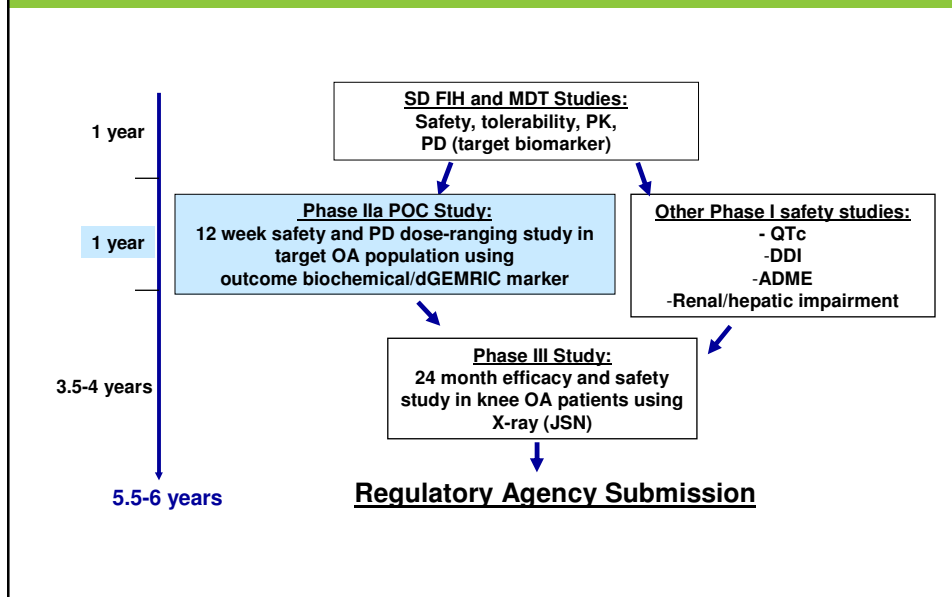 1 year
SD FIH and MDT Studies:
Safety, tolerability, PK,
PD (target biomarker)
1 year
Phase IIa POC Study:
12 week safety and PD dose-ranging study in
target OA population using
outcome biochemical/dGEMRIC marker
Other Phase I safety studies:
- QTc
-DDI
-ADME
-Renal/hepatic impairment
3.5-4 years
Phase III Study:
24 month efficacy and safety
study in knee OA patients using
X-ray (JSN)
5.5-6 years
Regulatory Agency Submission